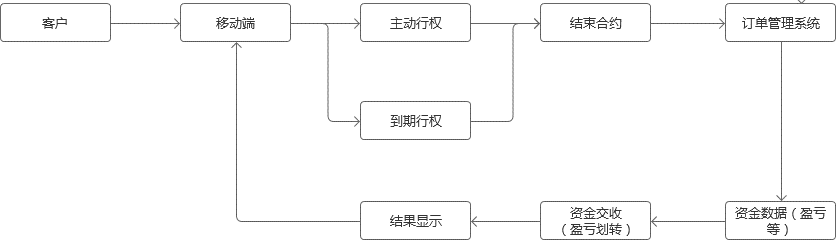 客户
移动端
主动行权
结束合约
订单管理系统
到期行权
结果显示
资金交收
（盈亏划转）
资金数据（盈亏
等）